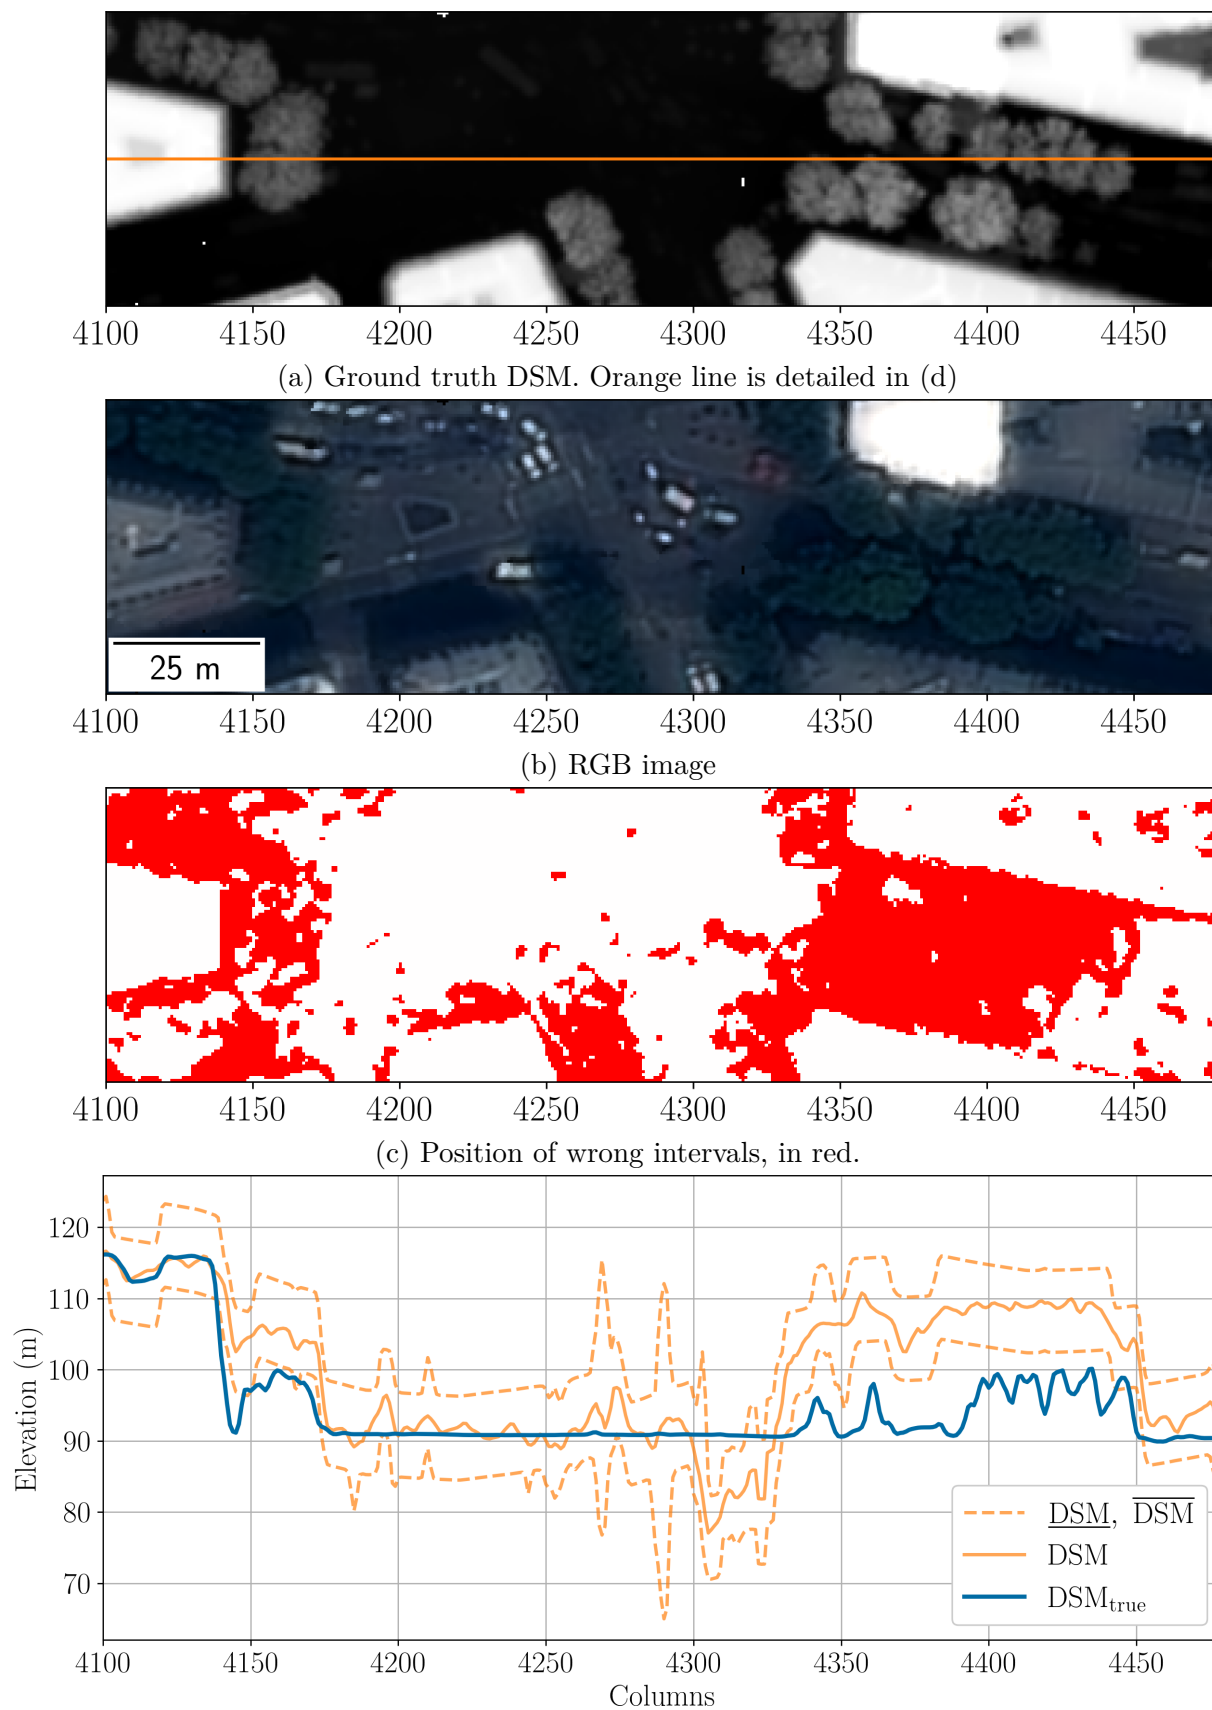 4100 4150 4200 4250 4300 4350 4400 4450
(a) Ground truth DSM. Orange line is detailed in (d)
25 m
4100 4150 4200 4250 4300 4350 4400 4450
(b) RGB image
4100 4150 4200 4250 4300 4350 4400 4450
(c) Position of wrong intervals, in red.
120
110
100
90
80
70
Elevation (m)
DSM, DSM
DSM
DSMtrue
4100 4150 4200 4250 4300 4350 4400 4450
Columns